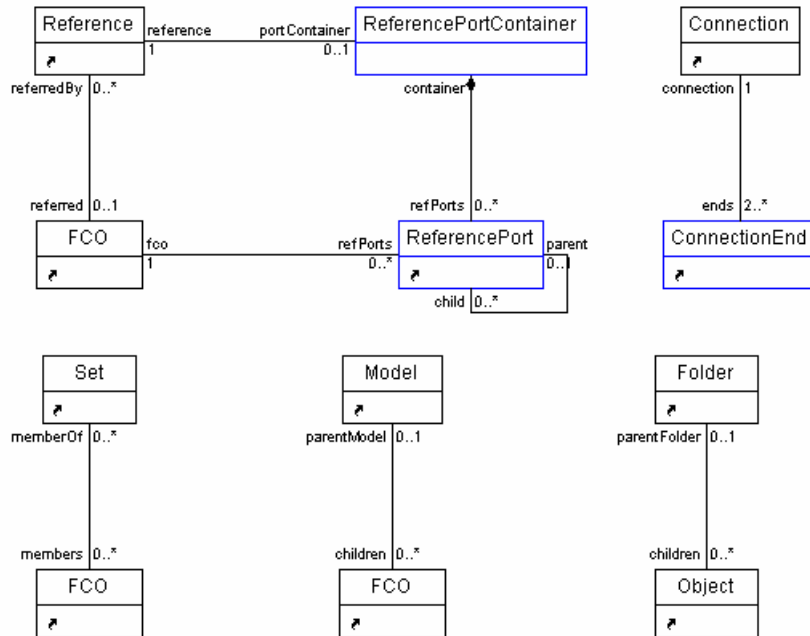 Reference
reference
portContainer
ReferencePortContainer
Connection
1
0..1
referredBy
0..*
container
connection
1
referred
0..1
refPorts
0..*
ends
2..*
FCO
fco
refPorts
ReferencePort
parent
ConnectionEnd
1
0..*
0..1
child
0..*
Set
Model
Folder
memberOf
0..*
parentModel
0..1
parentFolder
0..1
members
0..*
children
0..*
children
0..*
FCO
FCO
Object